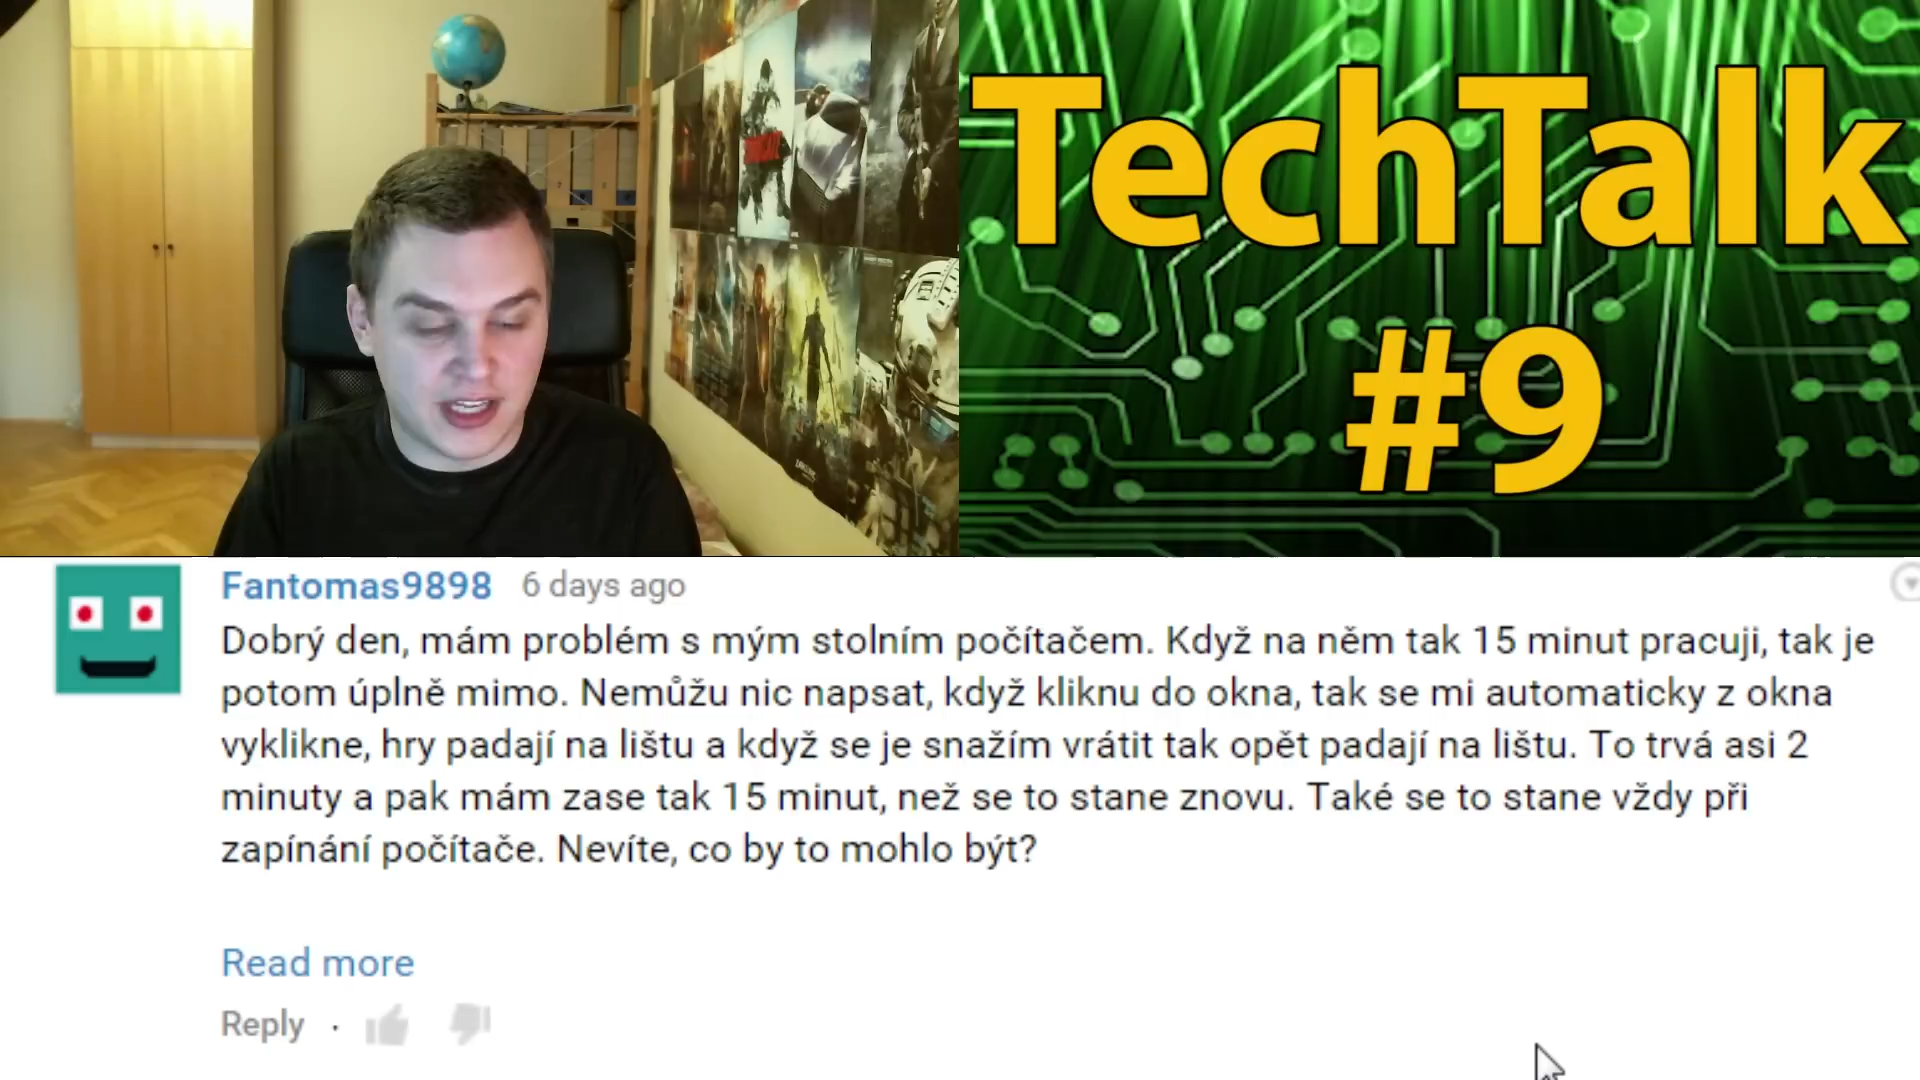 TechTalk
#9
Fantomas9898 6 days ago
Dobrý den, mám problém s mým stolním počítačem. Když na něm tak 15 minut pracuji, tak je
potom úplně mimo. Nemůžu nic napsat, když kliknu do okna, tak se mi automaticky z okna
vyklikne, hry padají na lištu a když se je snažím vrátit tak opět padají na lištu. To trvá asi 2
minuty a pak mám zase tak 15 minut, než se to stane znovu. Také se to stane vždy při
zapínání počítače. Nevíte, co by to mohlo být?
Read more
Reply ·